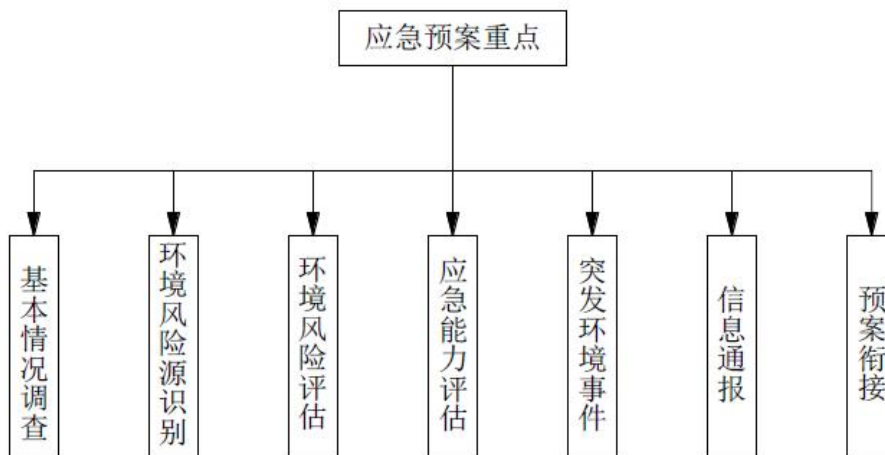 应急预案重点
基本情况调查
环境风险源识别
环境风险评估
应急能力评估
突发环境事件
信息通报
预案衔接